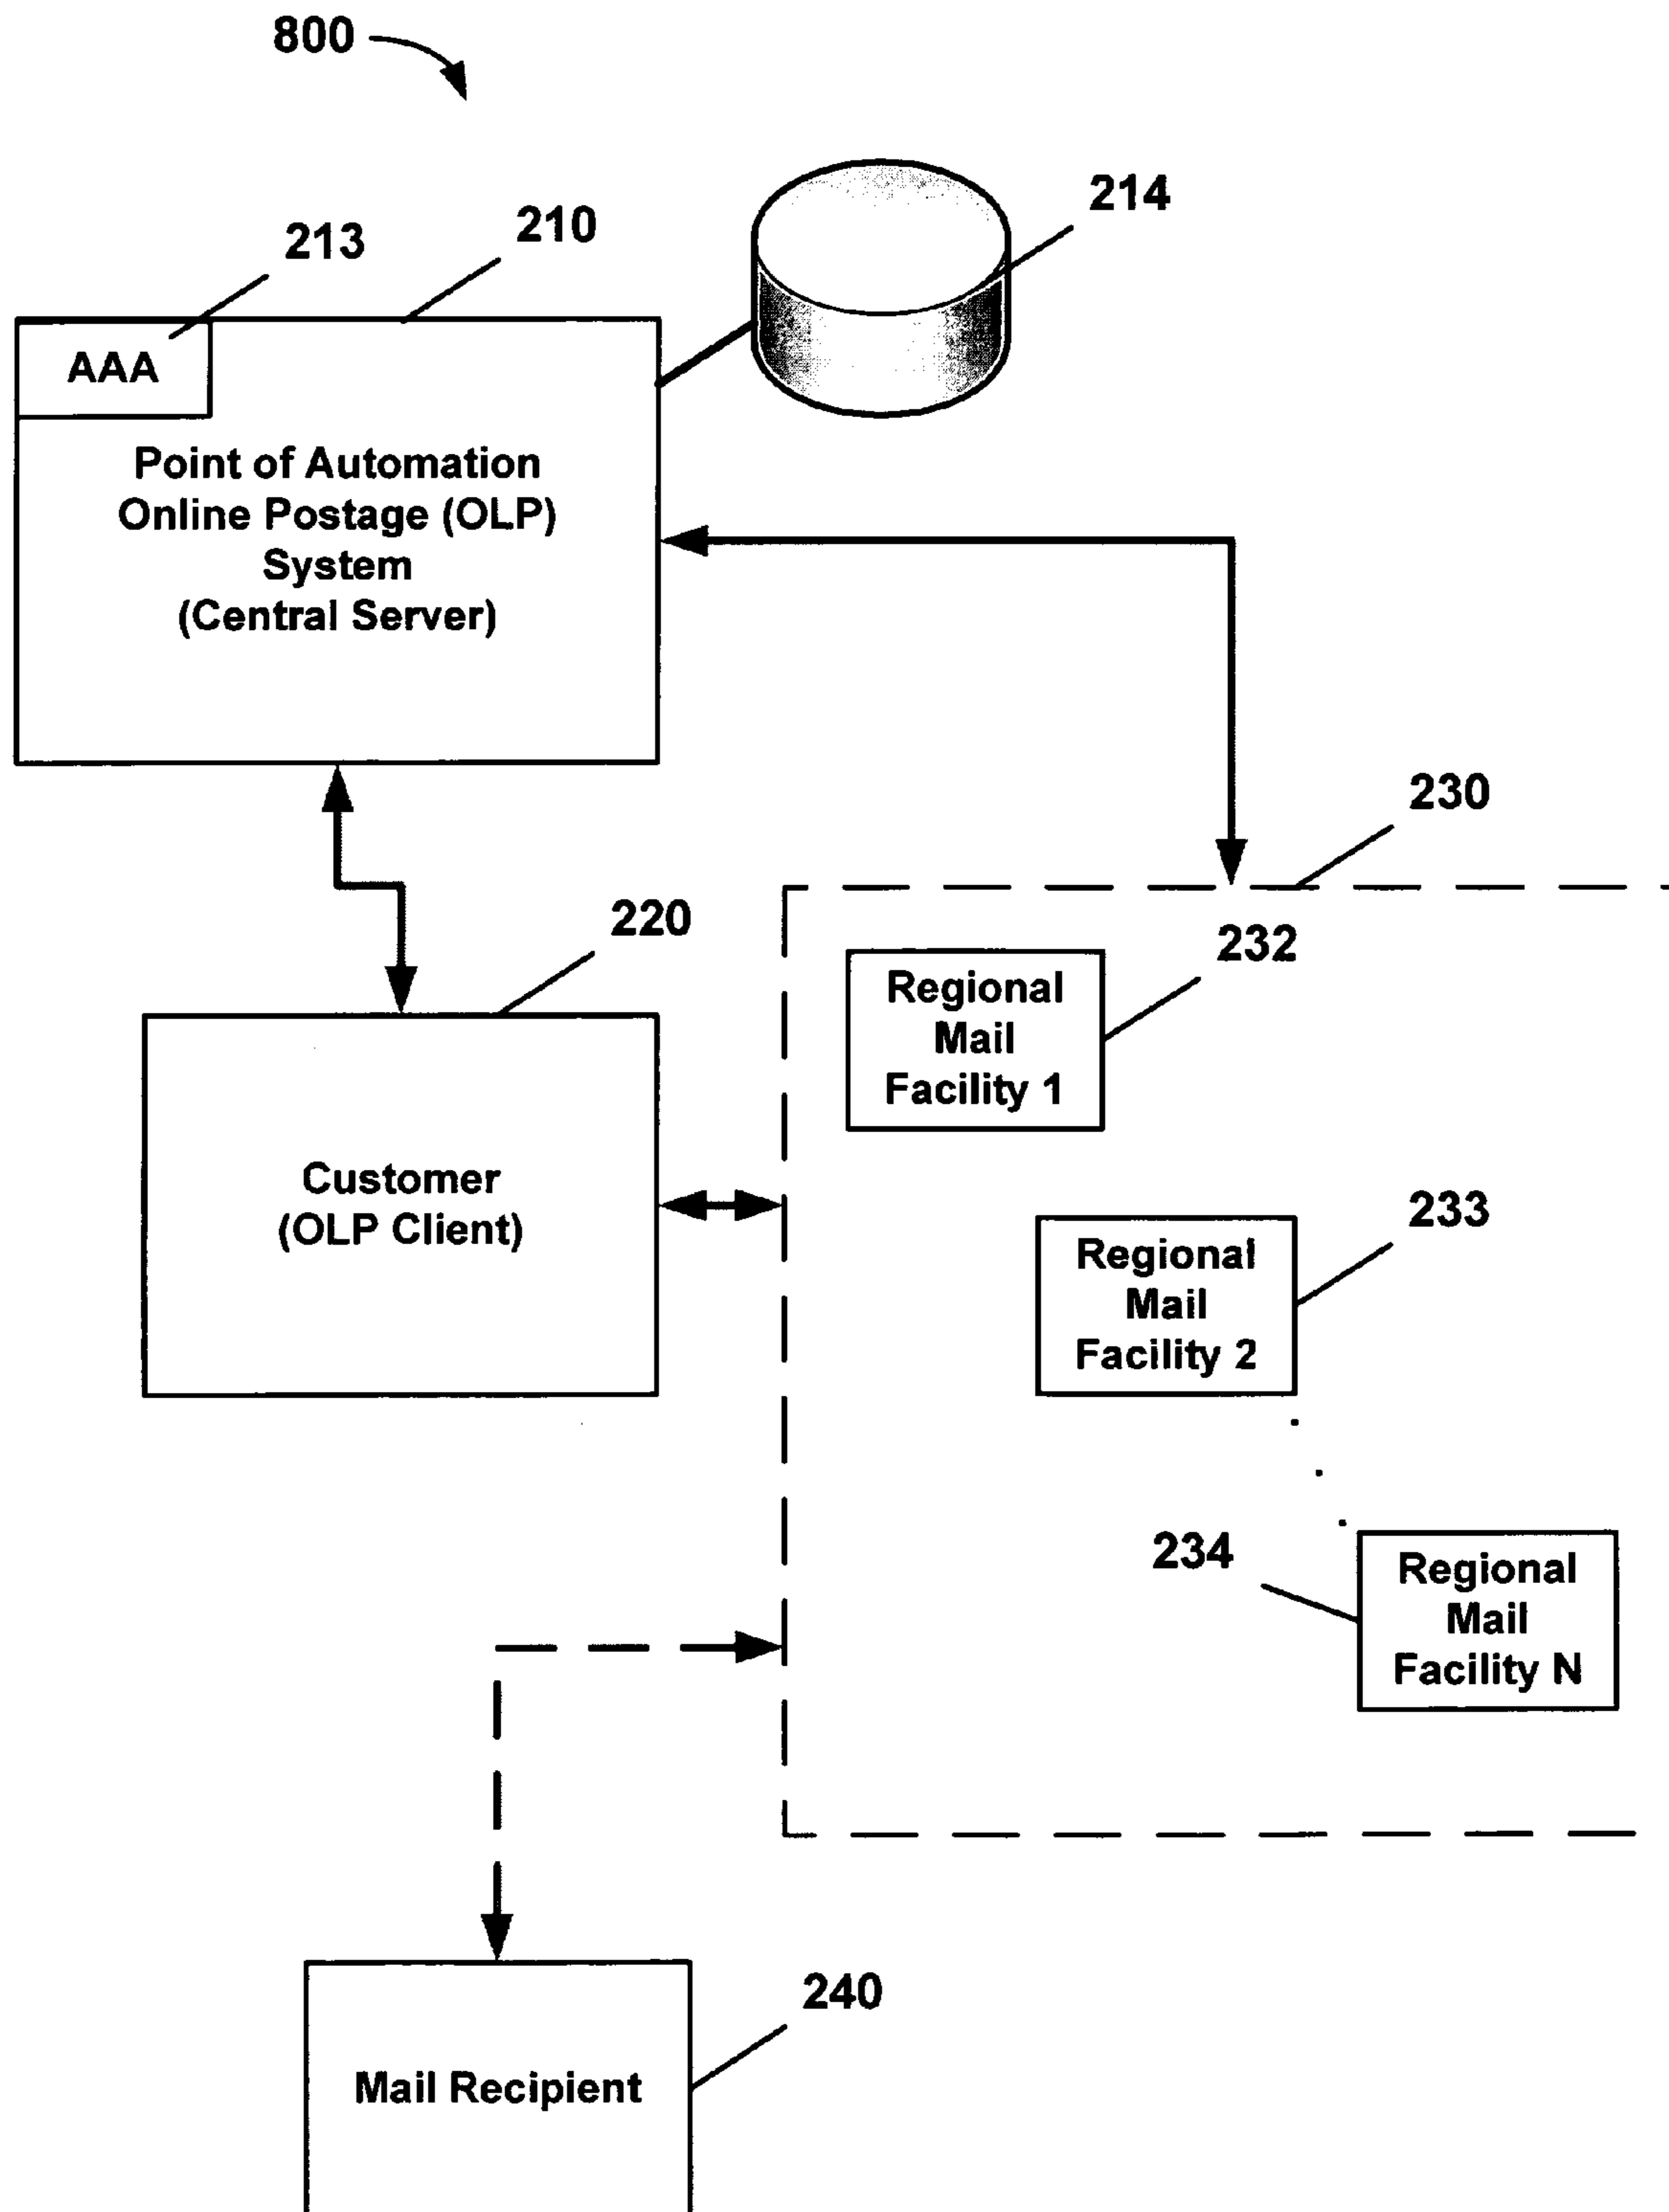 800
214
213
210
AAA
Point of Automation
Online Postage (OLP)
System
(Central Server)
230
220
232
Regional
Mail
Facility 1
Customer
(OLP Client)
233
Regional
Mail
Facility 2
234
Regional
Mail
Facility N
240
Mail Recipient